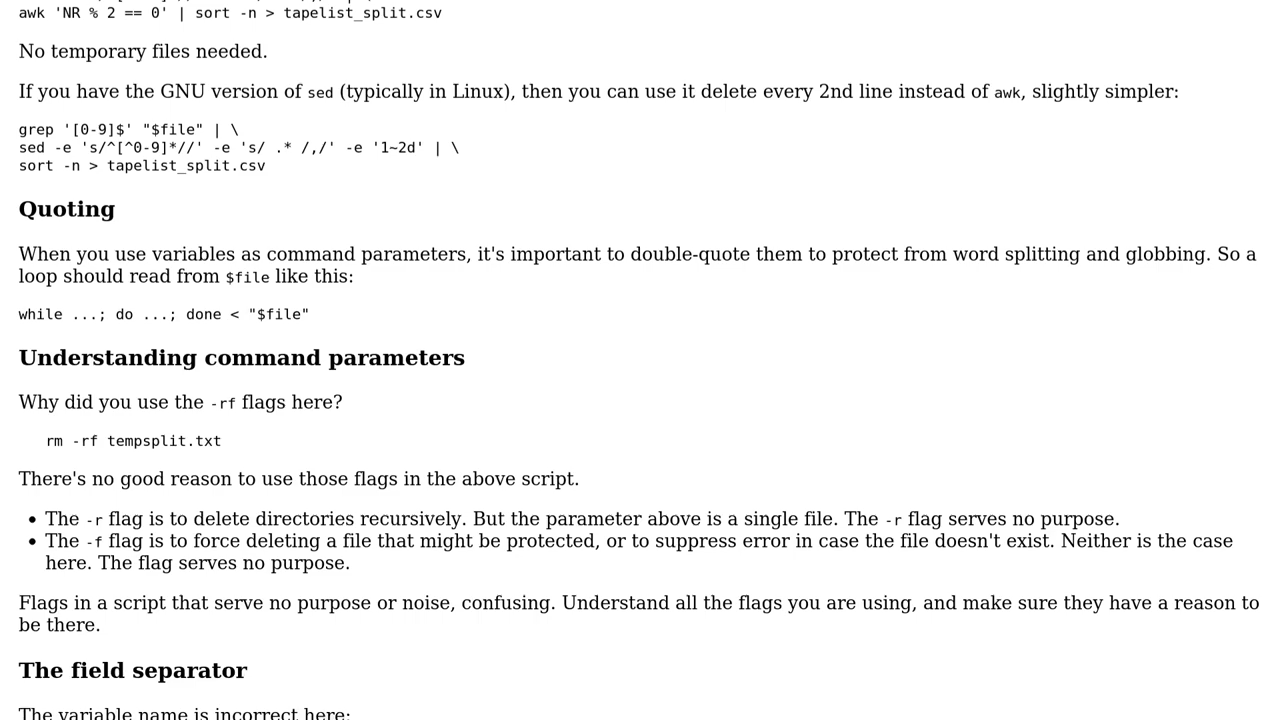 awk 'NR % 2 == 0' | sort -n > tapelist_split.csv
No temporary files needed.
If you have the GNU version of sed (typically in Linux), then you can use it delete every 2nd line instead of awk, slightly simpler:
grep '[0-9]$' "$file" | \
sed -e 's/^[^0-9]*//' -e 's/ .* /,/' -e '1~2d' | \
sort -n > tapelist_split.csv
Quoting
When you use variables as command parameters, it's important to double-quote them to protect from word splitting and globbing. So a
loop should read from $file like this:
while ...; do ...; done < "$file"
Understanding command parameters
Why did you use the -rf flags here?
rm -rf tempsplit.txt
There's no good reason to use those flags in the above script.
• The -r flag is to delete directories recursively. But the parameter above is a single file. The -r flag serves no purpose.
• The -f flag is to force deleting a file that might be protected, or to suppress error in case the file doesn't exist. Neither is the case
here. The flag serves no purpose.
Flags in a script that serve no purpose or noise, confusing. Understand all the flags you are using, and make sure they have a reason to
be there.
The field separator
The variable name is incorrect here: